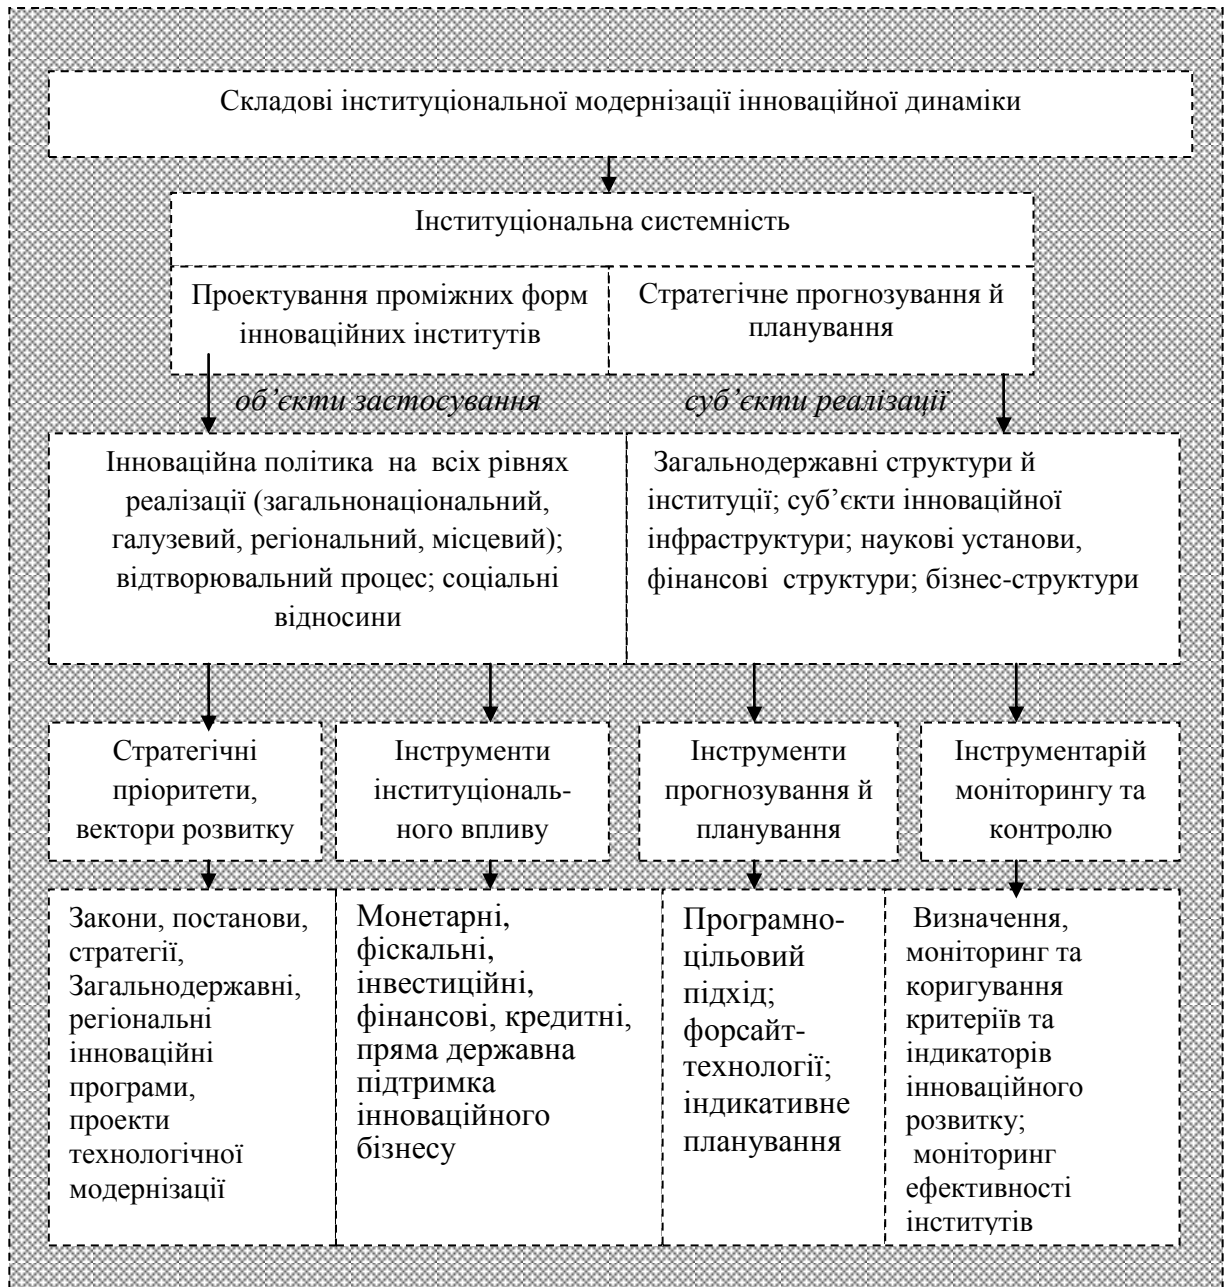 Складові інституціональної модернізації інноваційної динаміки
Інституціональна системність
Проектування проміжних форм
інноваційних інститутів
Стратегічне прогнозування й
планування
об’єкти застосування
суб’єкти реалізації
Інноваційна політика на всіх рівнях
реалізації (загальнонаціональний,
галузевий, регіональний, місцевий);
відтворювальний процес; соціальні
відносини
Загальнодержавні структури й
інституції; суб’єкти інноваційної
інфраструктури; наукові установи,
фінансові структури; бізнес-структури
Стратегічні
пріоритети,
вектори розвитку
Інструменти
інституціональ-
ного впливу
Інструменти
прогнозування й
планування
Інструментарій
моніторингу та
контролю
Закони, постанови,
стратегії,
Загальнодержавні,
регіональні
інноваційні
програми,
проекти
технологічної
модернізації
Монетарні,
фіскальні,
інвестиційні,
фінансові, кредитні,
пряма державна
підтримка
інноваційного
бізнесу
Програмно-
цільовий
підхід;
форсайт-
технології;
індикативне
планування
Визначення,
моніторинг та
коригування
критеріїв та
індикаторів
інноваційного
розвитку;
моніторинг
ефективності
інститутів